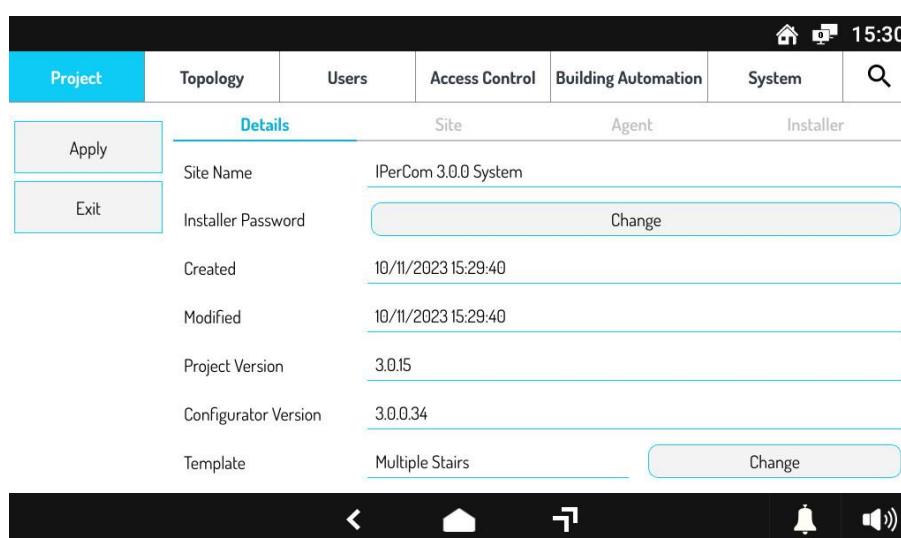 15:30
Project Topology Users Access Control Building Automation System
Details Site Agent Installer
Apply
Exit
Site Name IPerCom 3.0.0 System
Installer Password Change
Created 10/11/2023 15:29:40
Modified 10/11/2023 15:29:40
Project Version 3.0.15
Configurator Version 3.0.0.34
Template Multiple Stairs Change